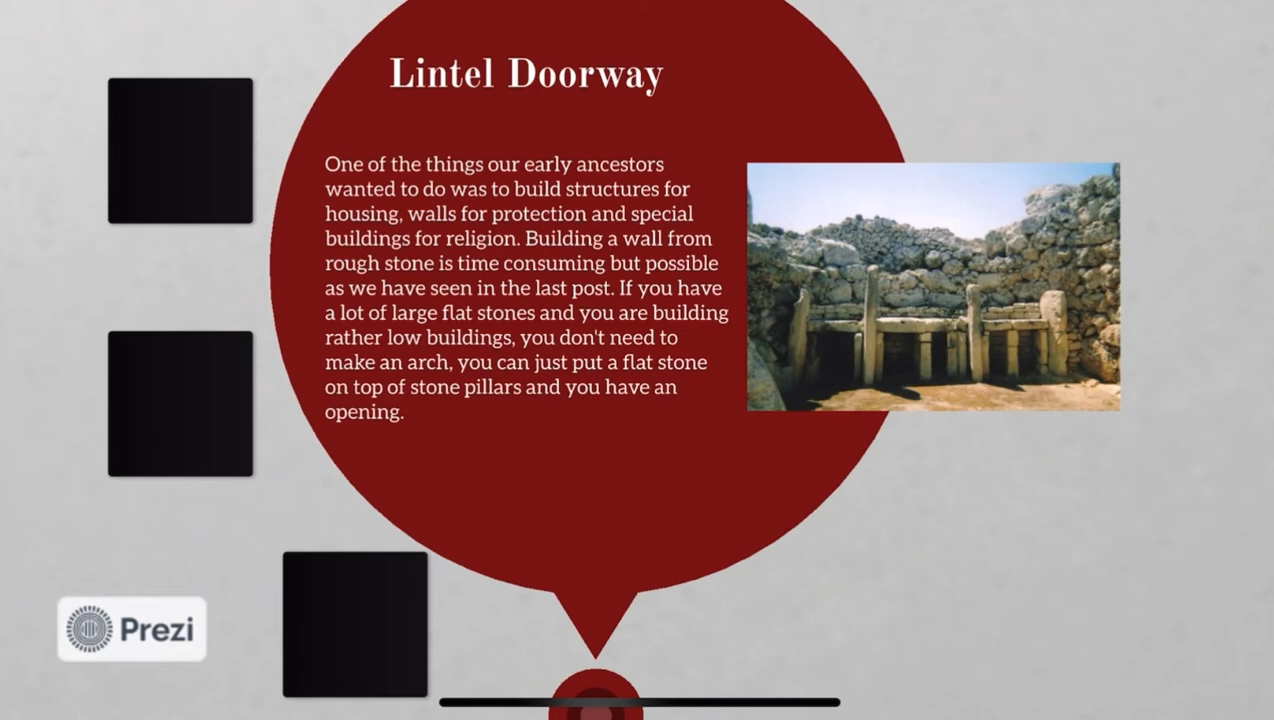 Lintel Doorway
One of the things our early ancestors
wanted to do was to build structures for
housing, walls for protection and special
buildings for religion. Building a wall from
rough stone is time consuming but possible
as we have seen in the last post. If you have
a lot of large flat stones and you are building
rather low buildings, you don't need to
make an arch, you can just put a flat stone
on top of stone pillars and you have an
opening.
Prezi